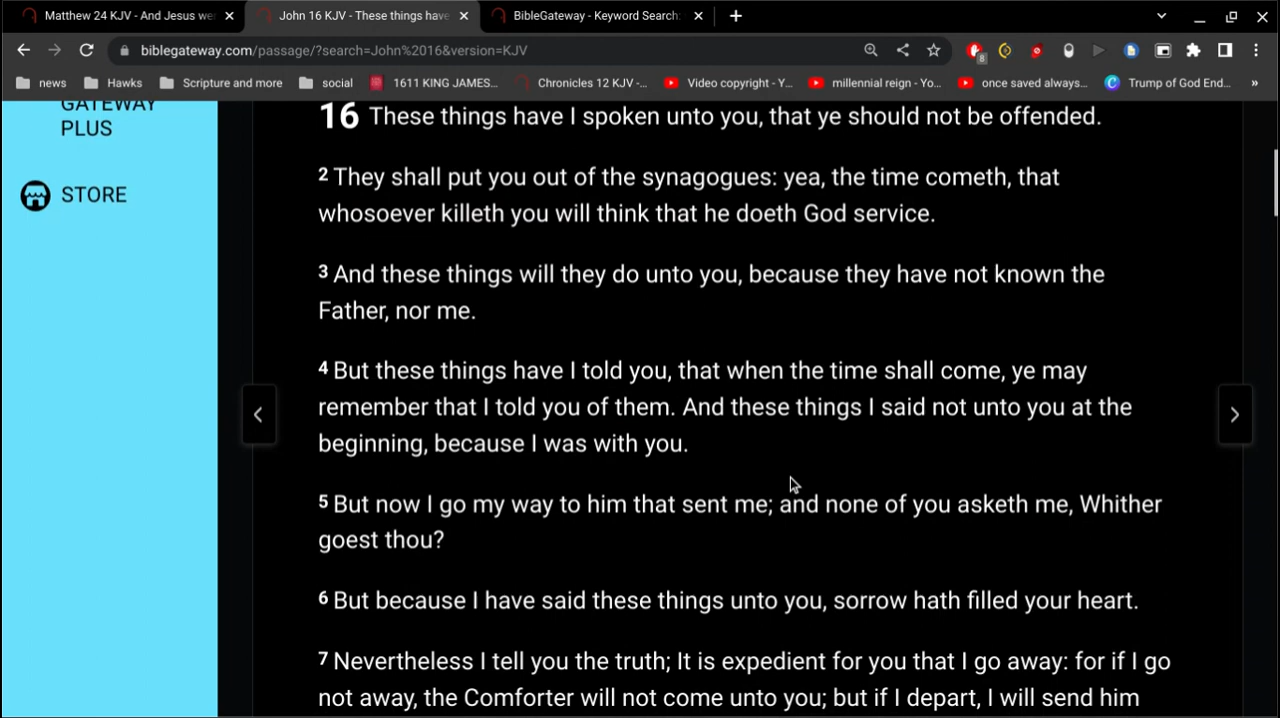 Matthew 24 KJV - And Jesus we
John 16 KJV - These things have
BibleGateway - Keyword Search:
biblegateway.com/passage/?search=John%2016&version=KJV
8
news
Hawks
Scripture and more
social
1611 KING JAMES...
Chronicles 12 KJV -...
Video copyright - Y...
millennial reign - Yo...
once saved always...
Trump of God End...
GATEWAY
PLUS
STORE
16 These things have I spoken unto you, that ye should not be offended.
2 They shall put you out of the synagogues: yea, the time cometh, that
whosoever killeth you will think that he doeth God service.
3 And these things will they do unto you, because they have not known the
Father, nor me.
4 But these things have I told you, that when the time shall come, ye may
remember that I told you of them. And these things I said not unto you at the
beginning, because I was with you.
5 But now I go my way to him that sent me; and none of you asketh me, Whither
goest thou?
6 But because I have said these things unto you, sorrow hath filled your heart.
7 Nevertheless I tell you the truth; It is expedient for you that I go away: for if I go
not away, the Comforter will not come unto you; but if I depart, I will send him